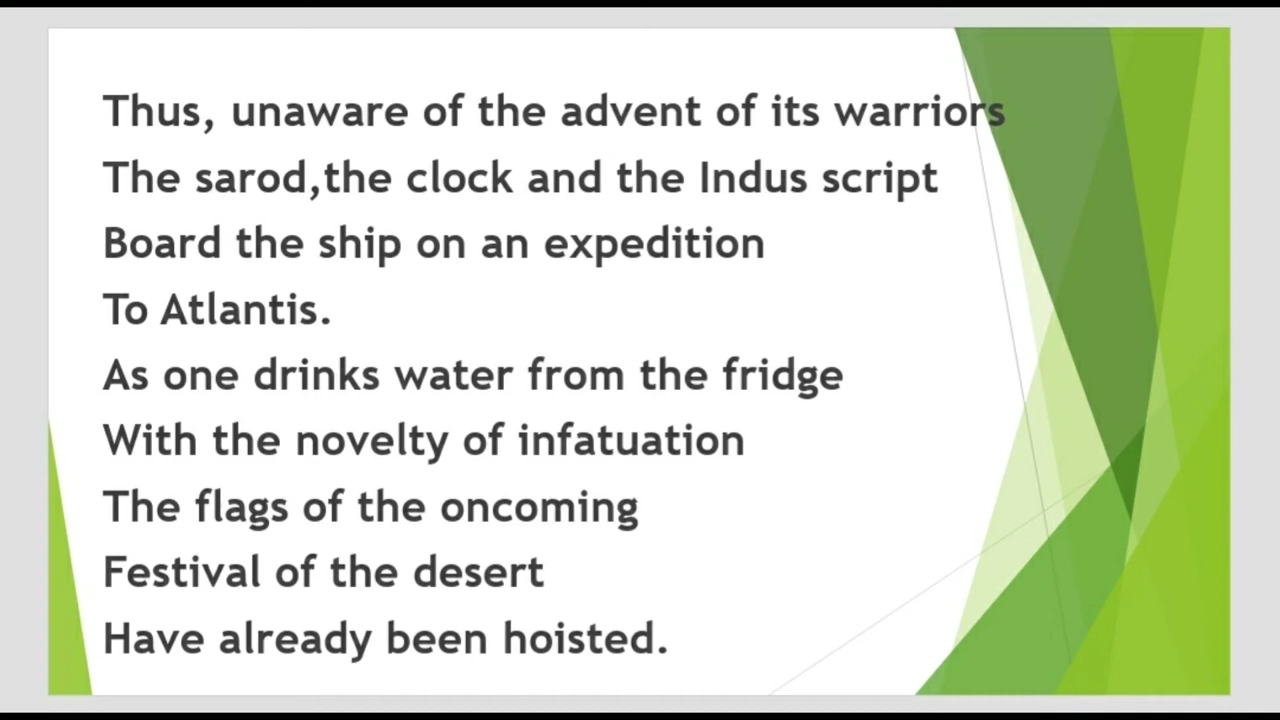 Thus, unaware of the advent of its warriors
The sarod,the clock and the Indus script
Board the ship on an expedition
To Atlantis.
As one drinks water from the fridge
With the novelty of infatuation
The flags of the oncoming
Festival of the desert
Have already been hoisted.